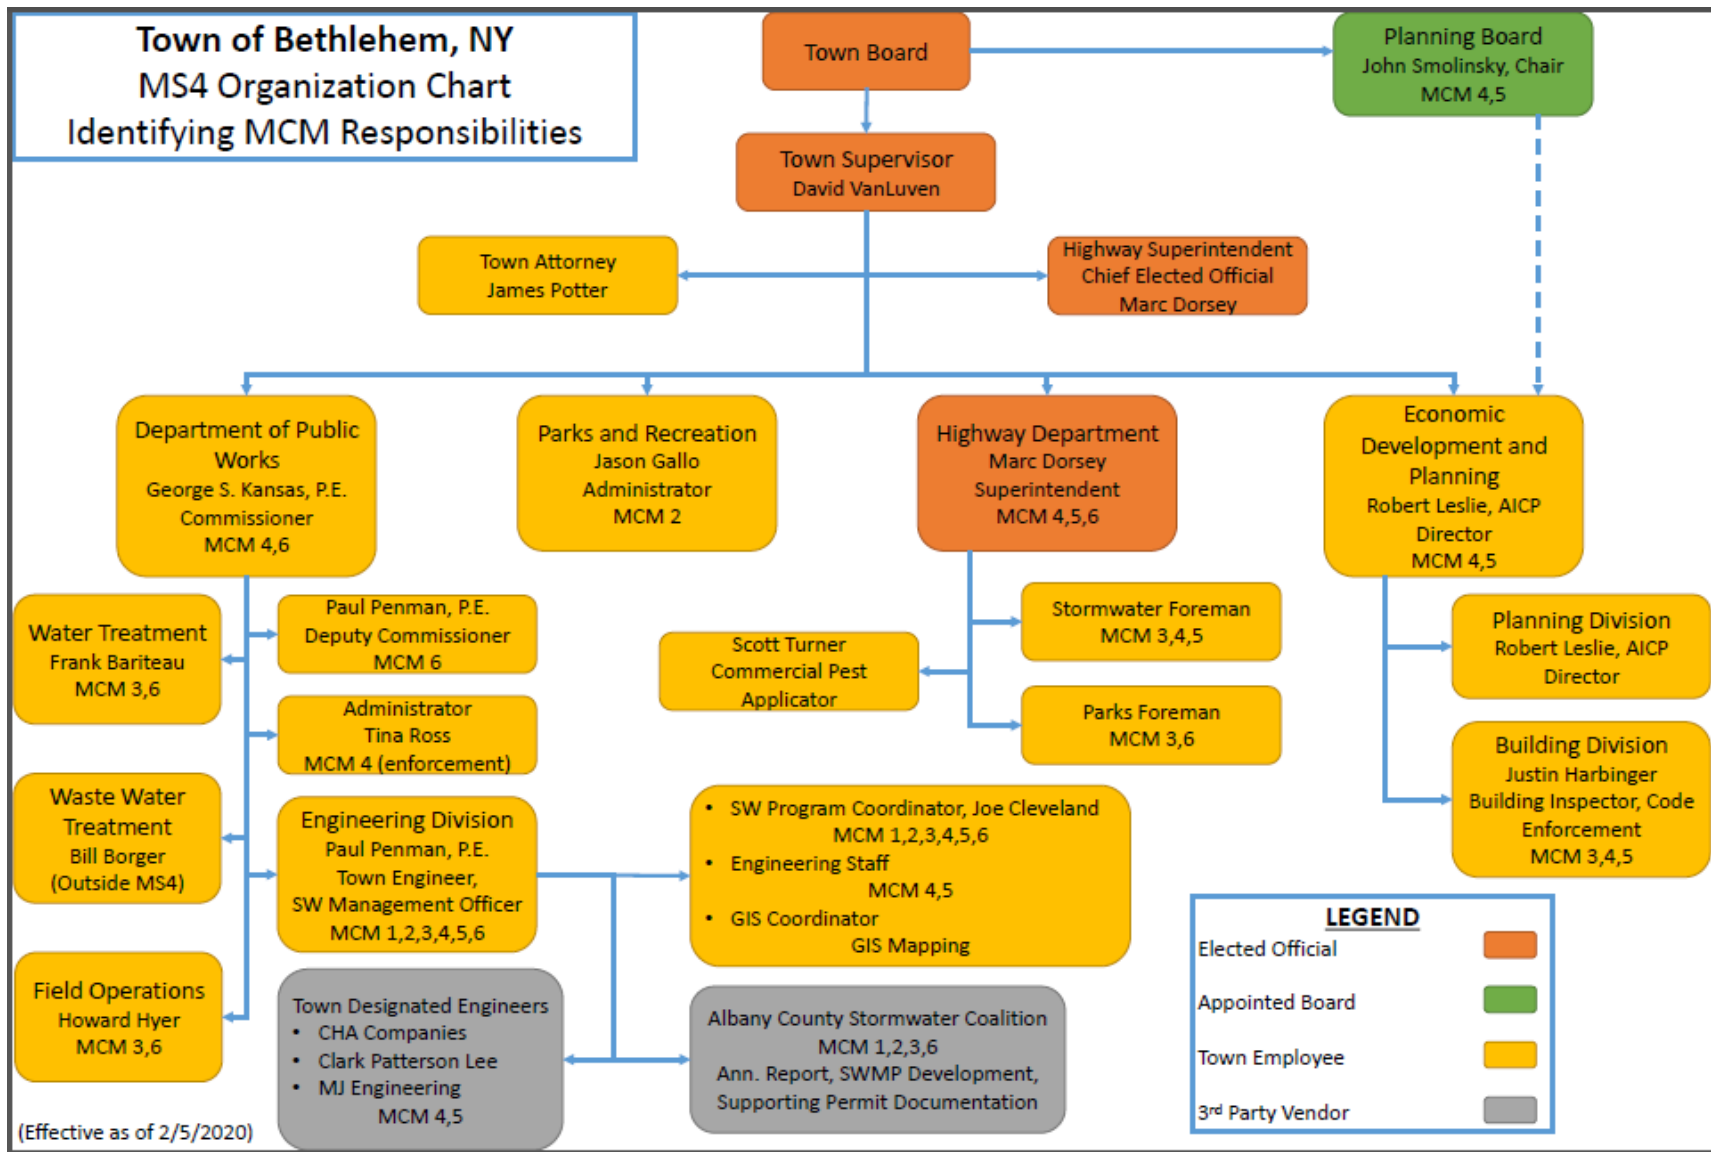 Town of Bethlehem, NY
MS4 Organization Chart
Identifying MCM Responsibilities
Town Board
Planning Board
John Smolinsky, Chair
MCM 4,5
Town Supervisor
David VanLuven
Town Attorney
James Potter
Highway Superintendent
Chief Elected Official
Marc Dorsey
Department of Public
Works
George S. Kansas, P.E.
Commissioner
MCM 4,6
Parks and Recreation
Jason Gallo
Administrator
MCM 2
Highway Department
Marc Dorsey
Superintendent
MCM 4,5,6
Economic
Development and
Planning
Robert Leslie, AICP
Director
MCM 4,5
Water Treatment
Frank Bariteau
MCM 3,6
Paul Penman, P.E.
Deputy Commissioner
MCM 6
Administrator
Tina Ross
MCM 4 (enforcement)
Waste Water
Treatment
Bill Borger
(Outside MS4)
Engineering Division
Paul Penman, P.E.
Town Engineer,
SW Management Officer
MCM 1,2,3,4,5,6
Field Operations
Howard Hyer
MCM 3,6
Town Designated Engineers
• CHA Companies
• Clark Patterson Lee
• MJ Engineering
MCM 4,5
Scott Turner
Commercial Pest
Applicator
Stormwater Foreman
MCM 3,4,5
Parks Foreman
MCM 3,6
• SW Program Coordinator, Joe Cleveland
MCM 1,2,3,4,5,6
• Engineering Staff
MCM 4,5
• GIS Coordinator
GIS Mapping
Albany County Stormwater Coalition
MCM 1,2,3,6
Ann. Report, SWMP Development,
Supporting Permit Documentation
Planning Division
Robert Leslie, AICP
Director
Building Division
Justin Harbinger
Building Inspector, Code
Enforcement
MCM 3,4,5
LEGEND
Elected Official
Appointed Board
Town Employee
3rd Party Vendor
(Effective as of 2/5/2020)